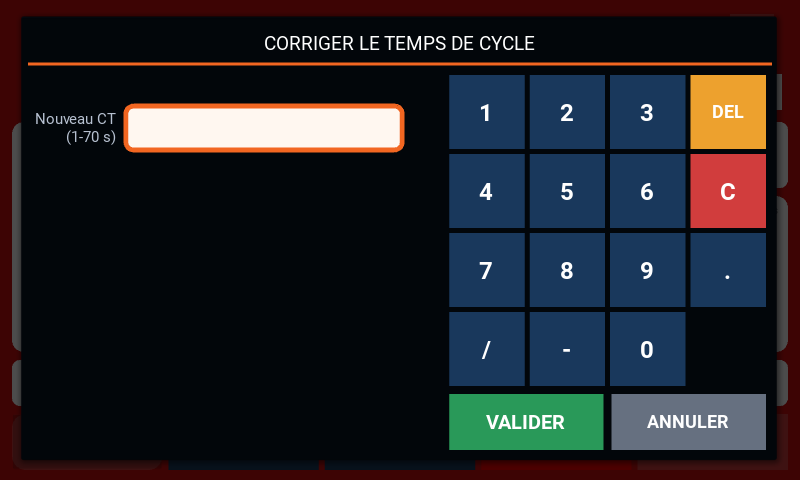 CORRIGER LE TEMPS DE CYCLE
Nouveau CT
(1-70 s)
1 2 3 DEL
4 5 6 C
7 8 9 .
/ - 0
VALIDER ANNULER